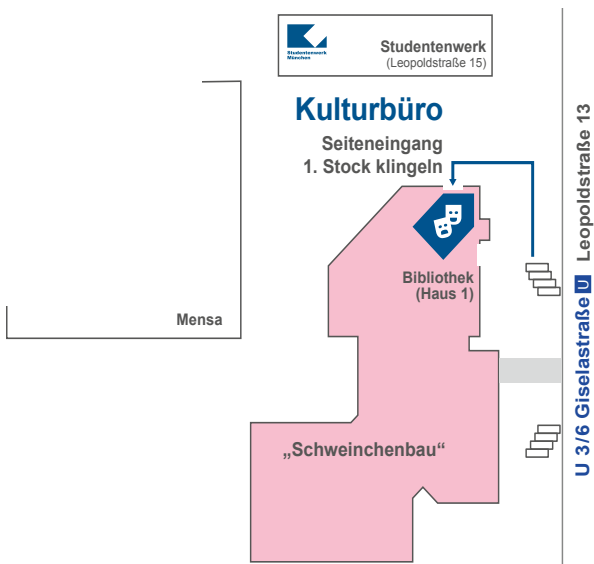 Studentenwerk
München
Studentenwerk
(Leopoldstraße 15)
Kulturbüro
Seiteneingang
1. Stock klingeln
Bibliothek
(Haus 1)
Mensa
„Schweinchenbau“
Leopoldstraße 13
U 3/6 Giselastraße U